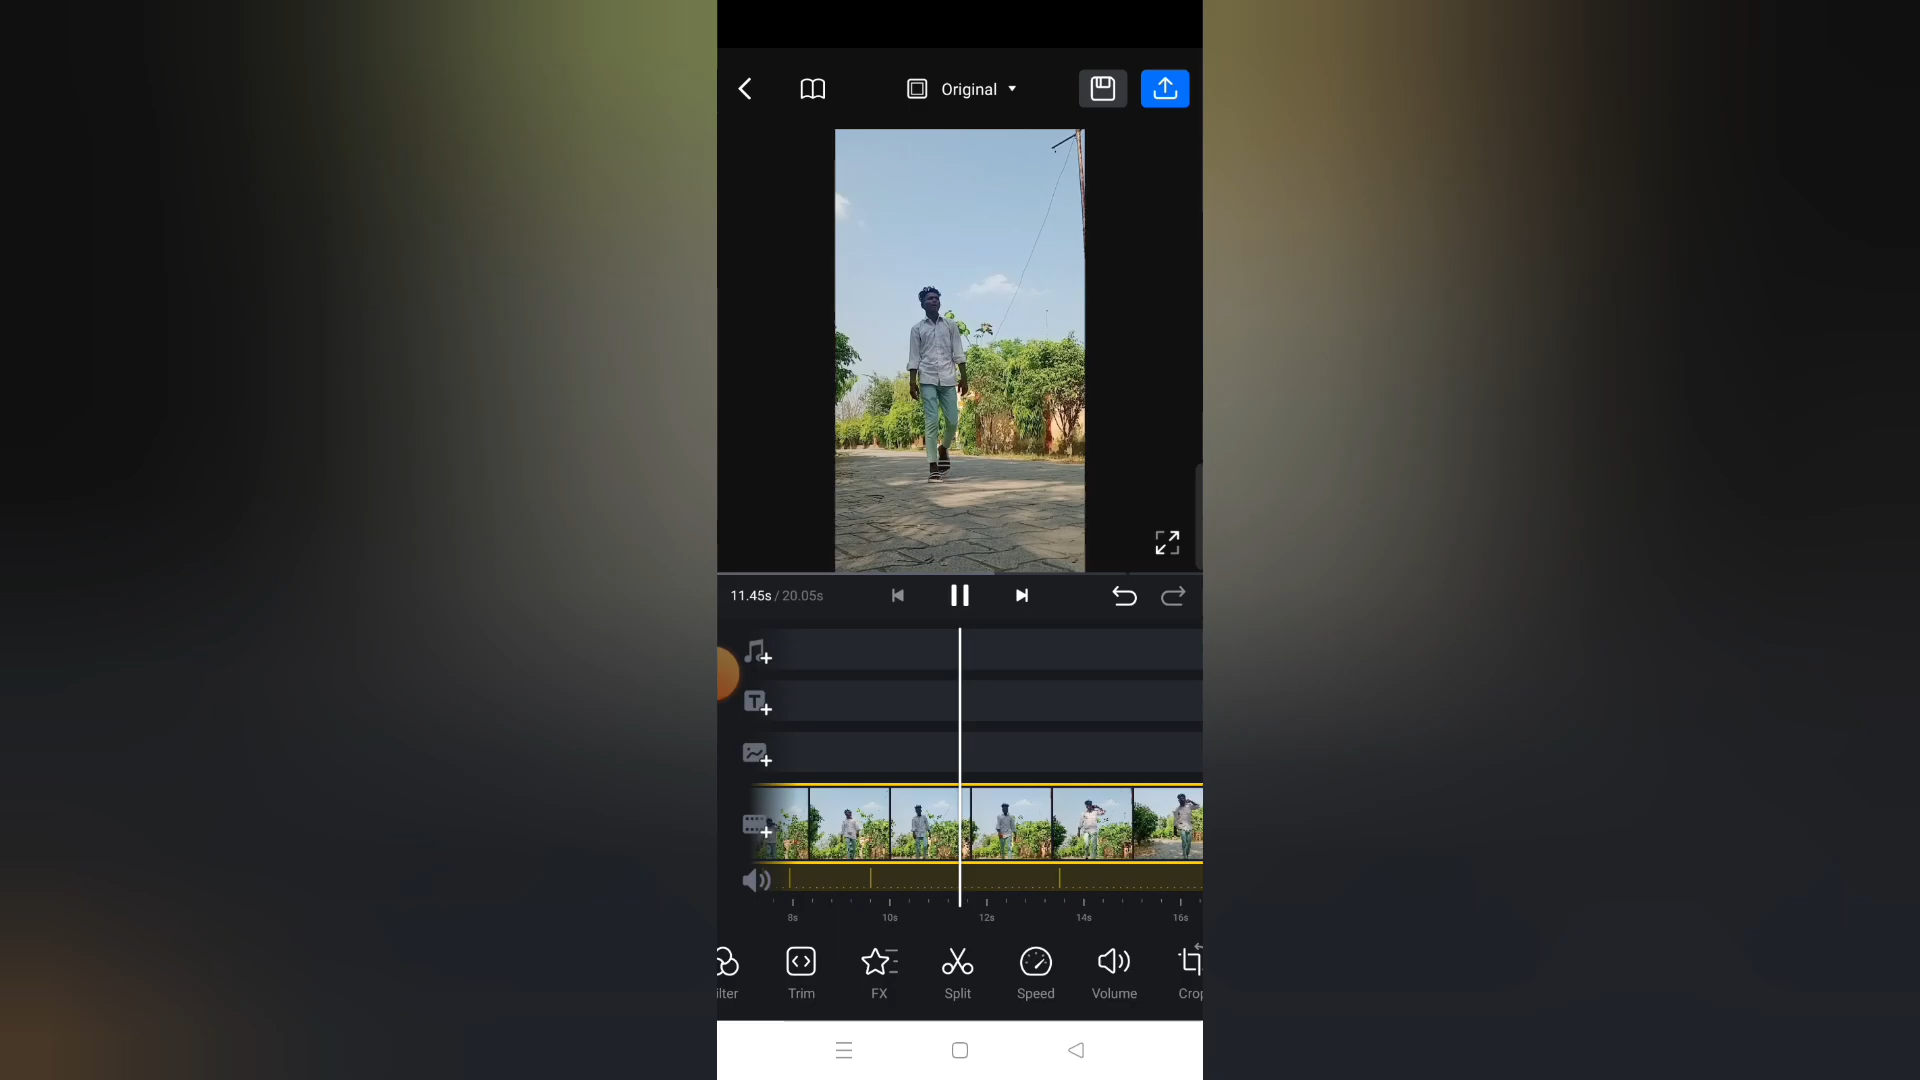 Original
11.45s / 20.05s
T
8s 10s 12s 14s 16s
ilter Trim FX Split Speed Volume Crop